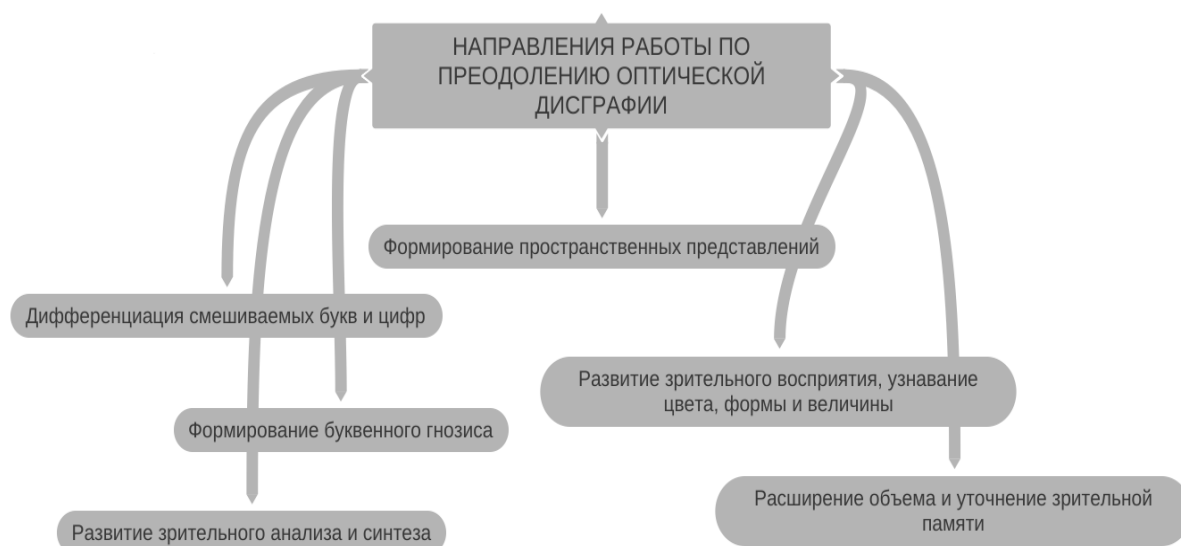 НАПРАВЛЕНИЯ РАБОТЫ ПО
ПРЕОДОЛЕНИЮ ОПТИЧЕСКОЙ
ДИСГРАФИИ
Формирование пространственных представлений
Дифференциация смешиваемых букв и цифр
Развитие зрительного восприятия, узнавание
цвета, формы и величины
Формирование буквенного гнозиса
Расширение объема и уточнение зрительной
памяти
Развитие зрительного анализа и синтеза